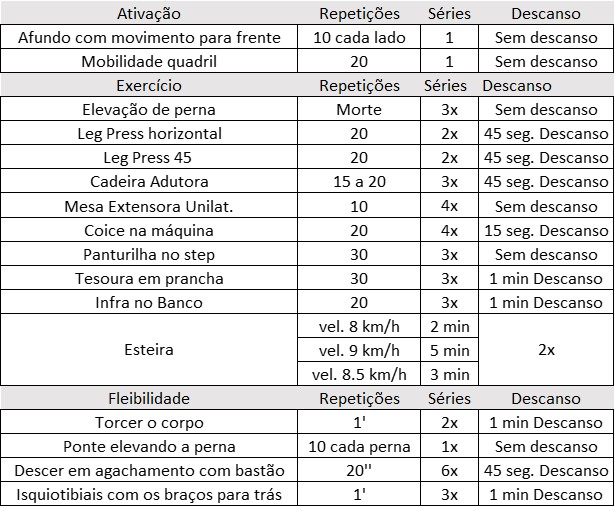 Ativação Repetições Séries Descanso
Afundo com movimento para frente 10 cada lado 1 Sem descanso
Mobilidade quadril 20 1 Sem descanso
Exercício Repetições Séries Descanso
Elevação de perna Morte 3x Sem descanso
Leg Press horizontal 20 2x 45 seg. Descanso
Leg Press 45 20 2x 45 seg. Descanso
Cadeira Adutora 15 a 20 3x 45 seg. Descanso
Mesa Extensora Unilat. 10 4x Sem descanso
Coice na máquina 20 4x 15 seg. Descanso
Panturilha no step 30 3x Sem descanso
Tesoura em prancha 30 3x 1 min Descanso
Infra no Banco 20 3x 1 min Descanso
vel. 8 km/h 2 min
Esteira vel. 9 km/h 5 min 2x
vel. 8.5 km/h 3 min
Fleibilidade Repetições Séries Descanso
Torcer o corpo 1' 2x 1 min Descanso
Ponte elevando a perna 10 cada perna 1x Sem descanso
Descer em agachamento com bastão 20'' 6x 45 seg. Descanso
Isquiotibiais com os braços para trás 1' 3x 1 min Descanso